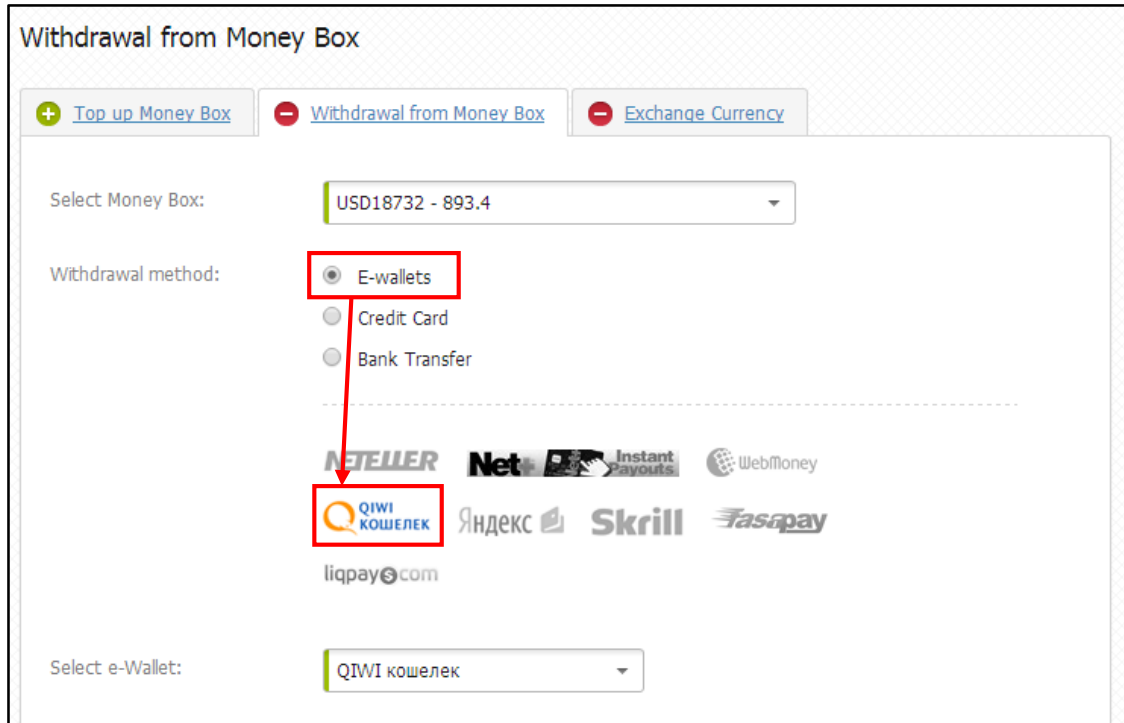 Withdrawal from Money Box
Top up Money Box
Withdrawal from Money Box
Exchange Currency
Select Money Box:
USD18732 - 893.4
Withdrawal method:
E-wallets
Credit Card
Bank Transfer
NETELLER
Net+ Instant Payouts
WebMoney
QIWI
КОШЕЛЕК
Яндекс
Skrill
Fasapay
liqpay$com
Select e-Wallet:
QIWI кошелек